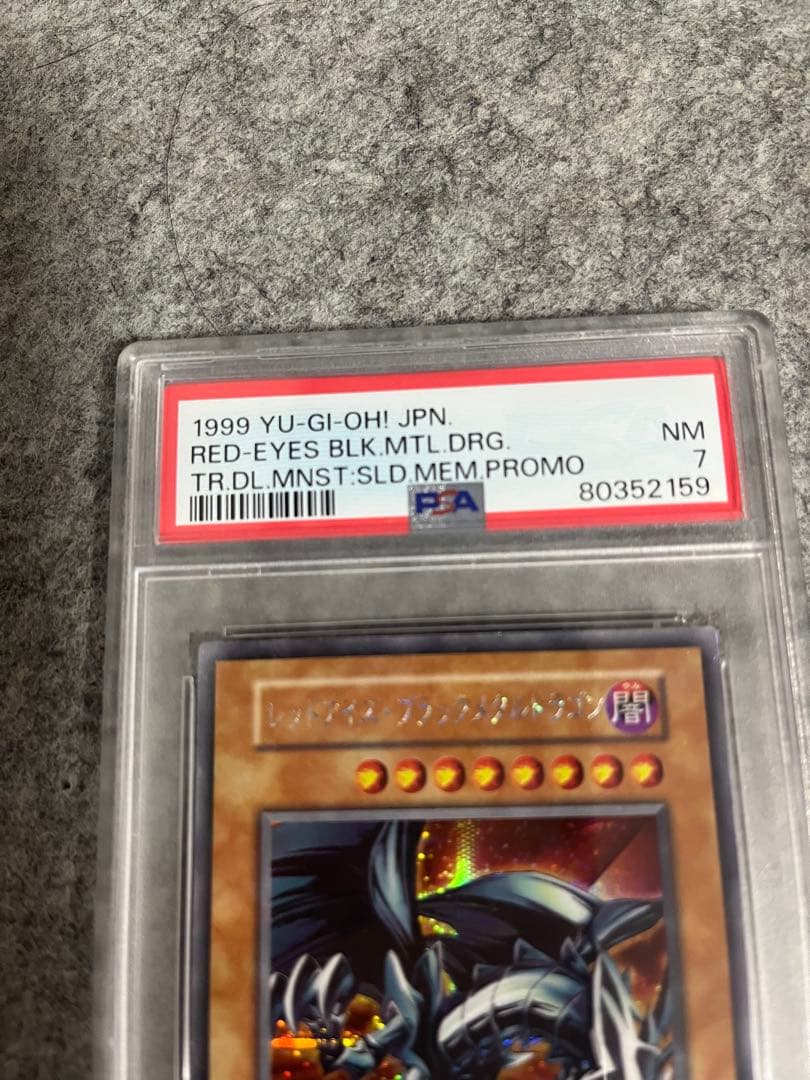 1999 YU-GI-OH! JPN.
RED-EYES BLK.MTL.DRG.
TR.DL.MNST:SLD.MEM.PROMO
NM
7
80352159
PSA
レッドアイズ・ブラックメタルドラゴン
やみ
闇